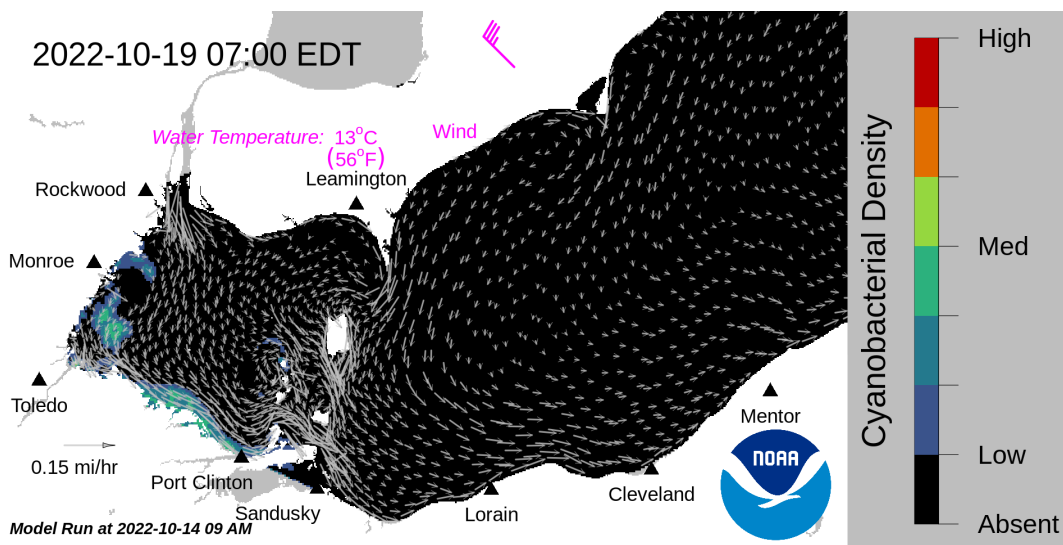 2022-10-19 07:00 EDT
Water Temperature: 13°C
(56°F)
Wind
Leamington
Rockwood
Monroe
Toledo
0.15 mi/hr
Port Clinton
Sandusky
Lorain
Cleveland
Mentor
NOAA
Model Run at 2022-10-14 09 AM
Cyanobacterial Density
High
Med
Low
Absent